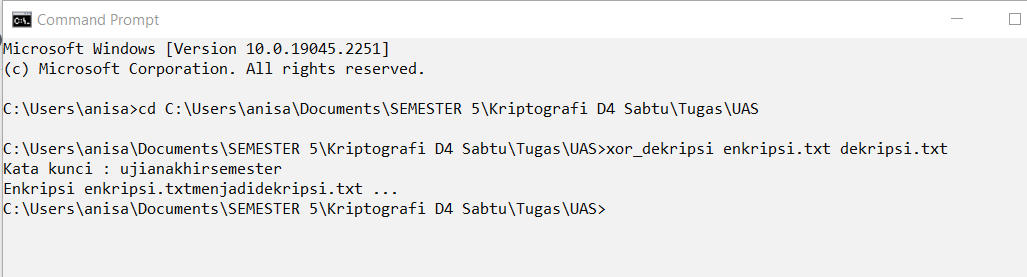 Command Prompt
Microsoft Windows [Version 10.0.19045.2251]
(c) Microsoft Corporation. All rights reserved.
C:\Users\anisa>cd C:\Users\anisa\Documents\SEMESTER 5\Kriptografi D4 Sabtu\Tugas\UAS
C:\Users\anisa\Documents\SEMESTER 5\Kriptografi D4 Sabtu\Tugas\UAS>xor_dekripsi enkripsi.txt dekripsi.txt
Kata kunci : ujianakhirsemester
Enkripsi enkripsi.txtmenjadidekripsi.txt ...
C:\Users\anisa\Documents\SEMESTER 5\Kriptografi D4 Sabtu\Tugas\UAS>